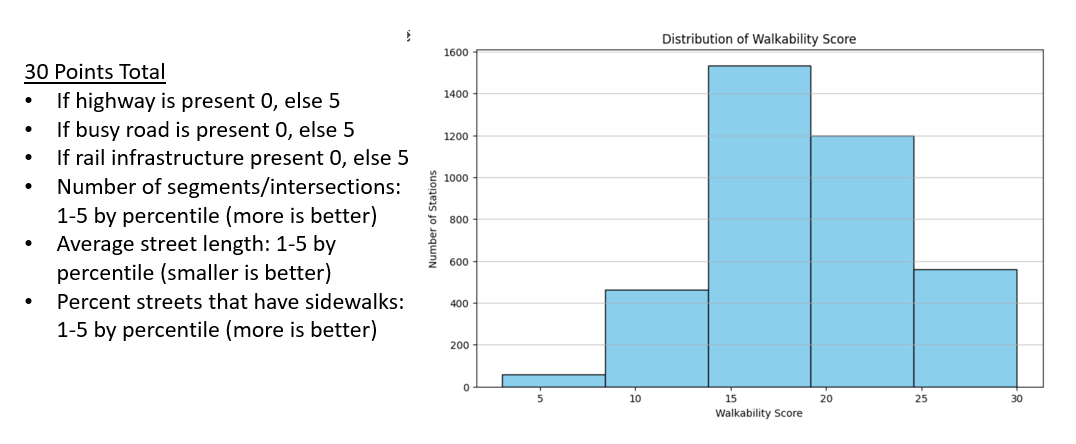 30 Points Total
• If highway is present 0, else 5
• If busy road is present 0, else 5
• If rail infrastructure present 0, else 5
• Number of segments/intersections:
1-5 by percentile (more is better)
• Average street length: 1-5 by
percentile (smaller is better)
• Percent streets that have sidewalks:
1-5 by percentile (more is better)
Distribution of Walkability Score
1600
1400
1200
1000
800
600
400
200
0
Number of Stations
5 10 15 20 25 30
Walkability Score